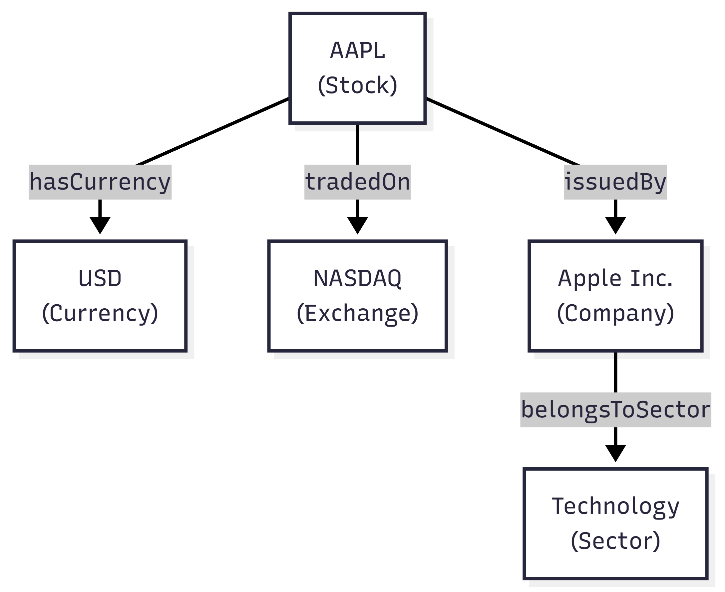 AAPL
(Stock)
hasCurrency
tradedOn
issuedBy
USD
(Currency)
NASDAQ
(Exchange)
Apple Inc.
(Company)
belongsToSector
Technology
(Sector)